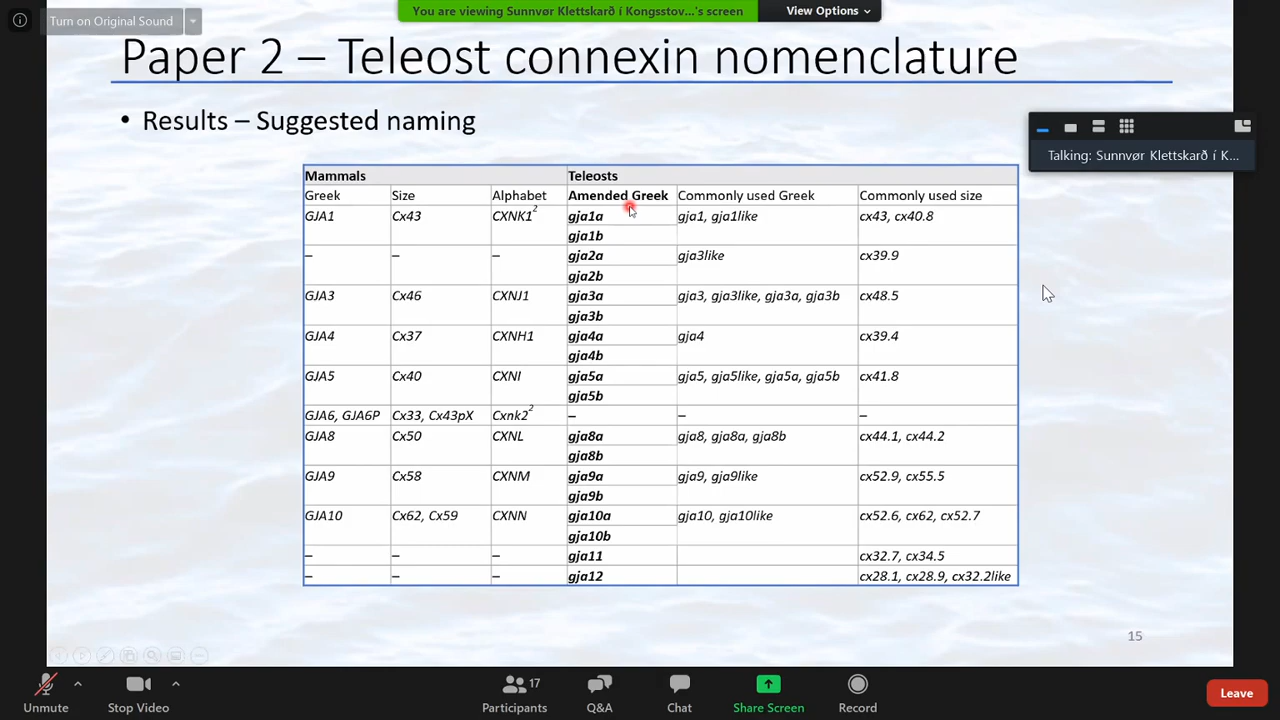 Turn on Original Sound
You are viewing Sunnvør Klettskarð í Kongsstov...'s screen
View Options
Paper 2 – Teleost connexin nomenclature
• Results – Suggested naming
Talking: Sunnvør Klettskarð í K...
Mammals Teleosts
Greek Size Alphabet Amended Greek Commonly used Greek Commonly used size
GJA1 Cx43 CXNK1² gja1a gja1, gja1like cx43, cx40.8
gja1b
– – – gja2a gja3like cx39.9
gja2b
GJA3 Cx46 CXNJ1 gja3a gja3, gja3like, gja3a, gja3b cx48.5
gja3b
GJA4 Cx37 CXNH1 gja4a gja4 cx39.4
gja4b
GJA5 Cx40 CXNI gja5a gja5, gja5like, gja5a, gja5b cx41.8
gja5b
GJA6, GJA6P Cx33, Cx43pX Cxnk2² – – –
GJA8 Cx50 CXNL gja8a gja8, gja8a, gja8b cx44.1, cx44.2
gja8b
GJA9 Cx58 CXNM gja9a gja9, gja9like cx52.9, cx55.5
gja9b
GJA10 Cx62, Cx59 CXNN gja10a gja10, gja10like cx52.6, cx62, cx52.7
gja10b
– – – gja11 cx32.7, cx34.5
– – – gja12 cx28.1, cx28.9, cx32.2like
15
17
Unmute Stop Video Participants Q&A Chat Share Screen Record Leave